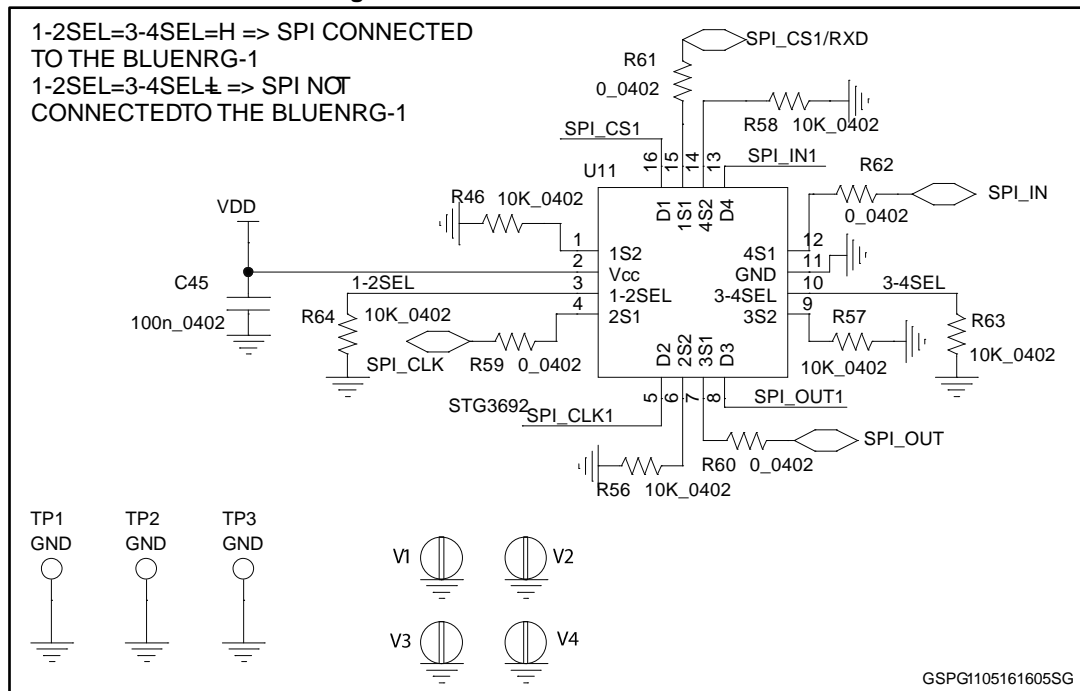 1-2SEL=3-4SEL=H => SPI CONNECTED
TO THE BLUENRG-1
1-2SEL=3-4SEL=L => SPI NOT
CONNECTEDTO THE BLUENRG-1
SPI_CS1/RXD
R61
0_0402
R58 10K_0402
SPI_CS1
16
15
14
13
SPI_IN1
U11
R62
0_0402
SPI_IN
R46 10K_0402
VDD
C45
100n_0402
D1
1S1
4S2
D4
1
2
3
4
1S2
Vcc
1-2SEL
2S1
12
11
10
9
4S1
GND
3-4SEL
3S2
1-2SEL
3-4SEL
R64
10K_0402
SPI_CLK
R59 0_0402
R57
10K_0402
R63
10K_0402
D2
2S2
3S1
D3
5
6
7
8
STG3692
SPI_CLK1
SPI_OUT1
SPI_OUT
R60 0_0402
R56 10K_0402
TP1
GND
TP2
GND
TP3
GND
V1
V2
V3
V4
GSPG1105161605SG